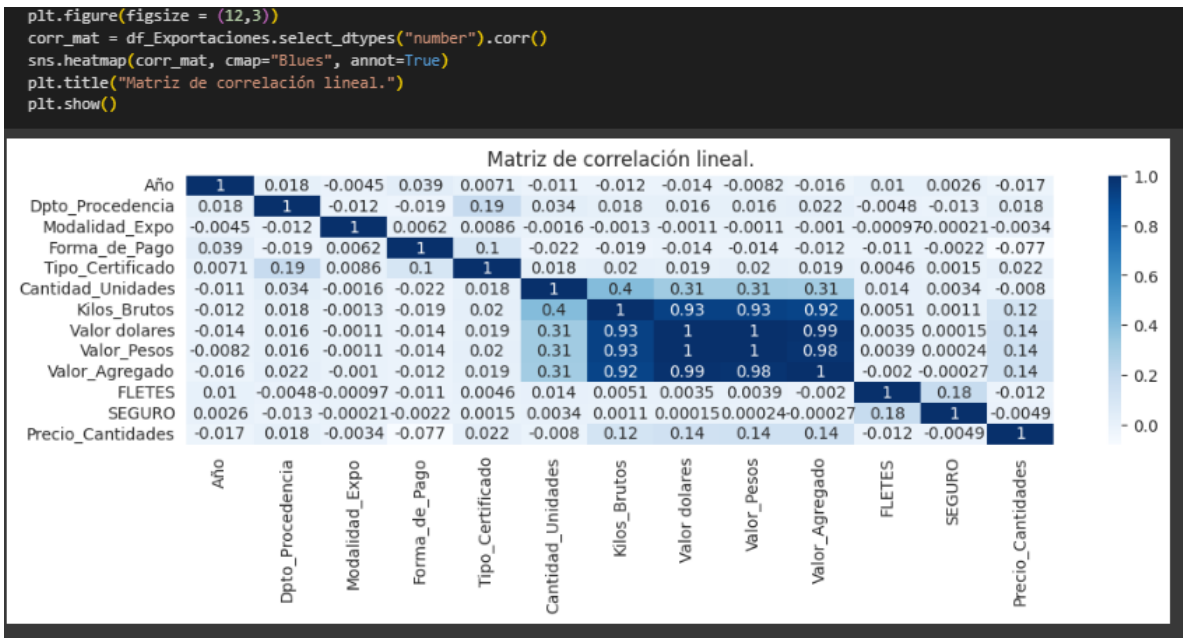 plt.figure(figsize = (12,3))
corr_mat = df_Exportaciones.select_dtypes("number").corr()
sns.heatmap(corr_mat, cmap="Blues", annot=True)
plt.title("Matriz de correlación lineal.")
plt.show()
Matriz de correlación lineal.
Año 1 0.018 -0.0045 0.039 0.0071 -0.011 -0.012 -0.014 -0.0082 -0.016 0.01 0.0026 -0.017
Dpto_Procedencia 0.018 1 -0.012 -0.019 0.19 0.034 0.018 0.016 0.016 0.022 -0.0048 -0.013 0.018
Modalidad_Expo -0.0045 -0.012 1 0.0062 0.0086 -0.0016 -0.0013 -0.0011 -0.0011 -0.001 -0.00097 -0.00021 -0.0034
Forma_de_Pago 0.039 -0.019 0.0062 1 0.1 -0.022 -0.019 -0.014 -0.014 -0.012 -0.011 -0.0022 -0.077
Tipo_Certificado 0.0071 0.19 0.0086 0.1 1 0.018 0.02 0.019 0.02 0.019 0.0046 0.0015 0.022
Cantidad_Unidades -0.011 0.034 -0.0016 -0.022 0.018 1 0.4 0.31 0.31 0.31 0.014 0.0034 -0.008
Kilos_Brutos -0.012 0.018 -0.0013 -0.019 0.02 0.4 1 0.93 0.93 0.92 0.0051 0.0011 0.12
Valor dolares -0.014 0.016 -0.0011 -0.014 0.019 0.31 0.93 1 1 0.99 0.0035 0.00015 0.14
Valor_Pesos -0.0082 0.016 -0.0011 -0.014 0.02 0.31 0.93 1 1 0.98 0.0039 0.00024 0.14
Valor_Agregado -0.016 0.022 -0.001 -0.012 0.019 0.31 0.92 0.99 0.98 1 -0.002 -0.00027 0.14
FLETES 0.01 -0.0048 -0.00097 -0.011 0.0046 0.014 0.0051 0.0035 0.0039 -0.002 1 0.18 -0.012
SEGURO 0.0026 -0.013 -0.00021 -0.0022 0.0015 0.0034 0.0011 0.00015 0.00024 -0.00027 0.18 1 -0.0049
Precio_Cantidades -0.017 0.018 -0.0034 -0.077 0.022 -0.008 0.12 0.14 0.14 0.14 -0.012 -0.0049 1
Año
Dpto_Procedencia
Modalidad_Expo
Forma_de_Pago
Tipo_Certificado
Cantidad_Unidades
Kilos_Brutos
Valor dolares
Valor_Pesos
Valor_Agregado
FLETES
SEGURO
Precio_Cantidades
1.0
0.8
0.6
0.4
0.2
0.0